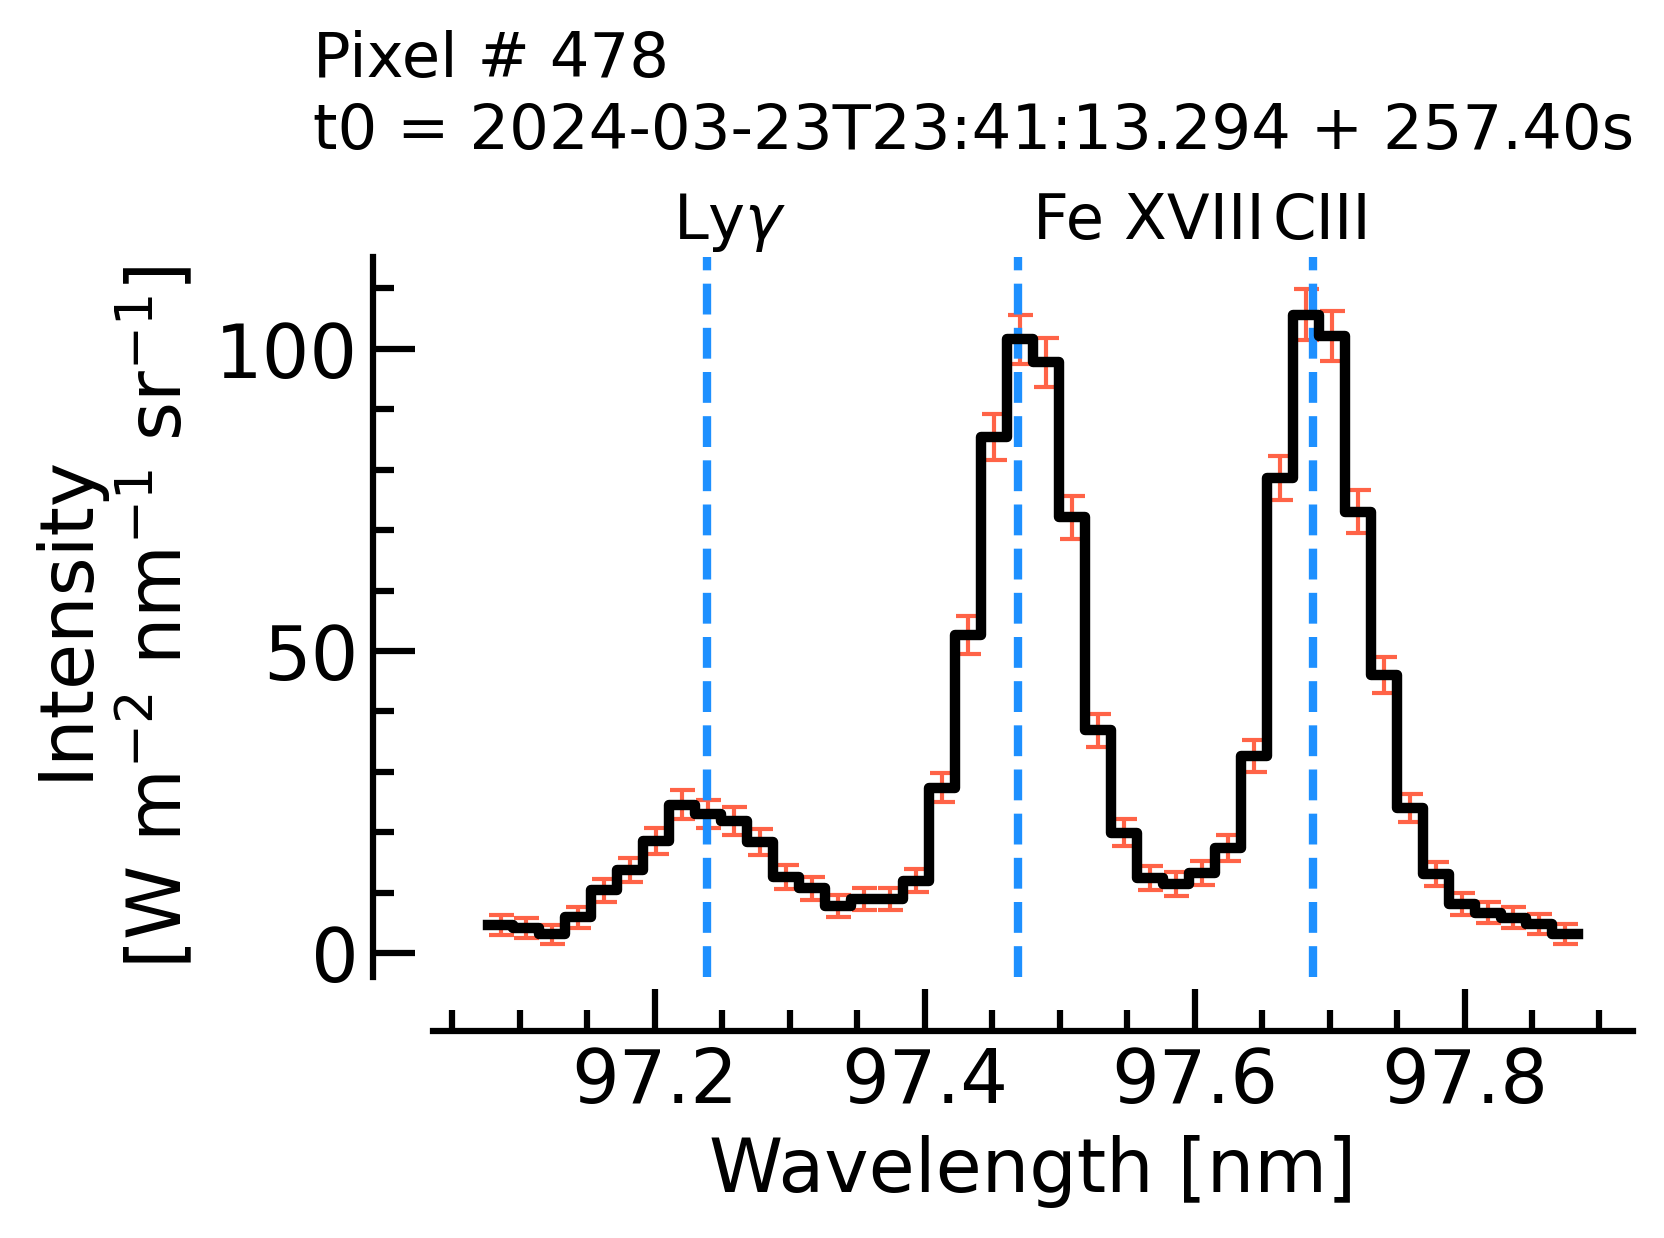 Pixel # 478
t0 = 2024-03-23T23:41:13.294 + 257.40s
Lyγ Fe XVIII CIII
Intensity
[W m⁻² nm⁻¹ sr⁻¹]
100
50
0
97.2 97.4 97.6 97.8
Wavelength [nm]